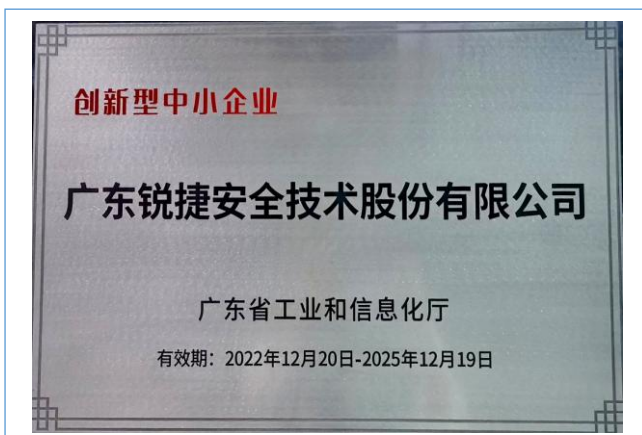 创新型中小企业
广东锐捷安全技术股份有限公司
广东省工业和信息化厅
有效期：2022年12月20日-2025年12月19日